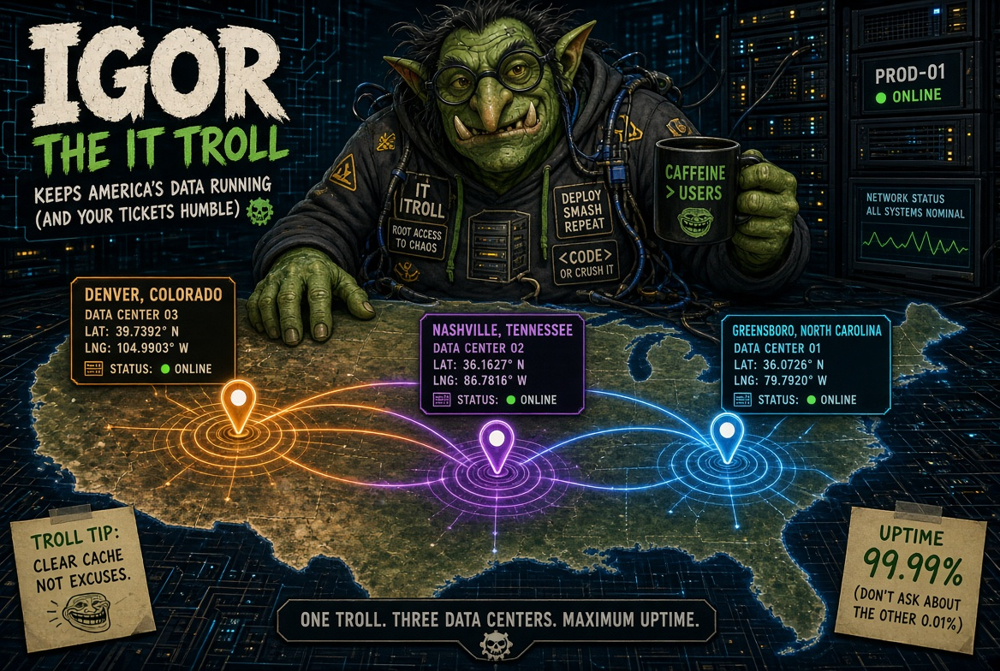 IGOR
THE IT TROLL
KEEPS AMERICA'S DATA RUNNING
(AND YOUR TICKETS HUMBLE)
IT
TROLL
ROOT ACCESS
TO CHAOS
DEPLOY
SMASH
REPEAT
<CODE>
OR CRUSH IT
CAFFEINE
> USERS
PROD-01
ONLINE
NETWORK STATUS
ALL SYSTEMS NOMINAL
DENVER, COLORADO
DATA CENTER 03
LAT: 39.7392° N
LNG: 104.9903° W
STATUS: ONLINE
NASHVILLE, TENNESSEE
DATA CENTER 02
LAT: 36.1627° N
LNG: 86.7816° W
STATUS: ONLINE
GREENSBORO, NORTH CAROLINA
DATA CENTER 01
LAT: 36.0726° N
LNG: 79.7920° W
STATUS: ONLINE
TROLL TIP:
CLEAR CACHE
NOT EXCUSES.
UPTIME
99.99%
(DON'T ASK ABOUT
THE OTHER 0.01%)
ONE TROLL. THREE DATA CENTERS. MAXIMUM UPTIME.